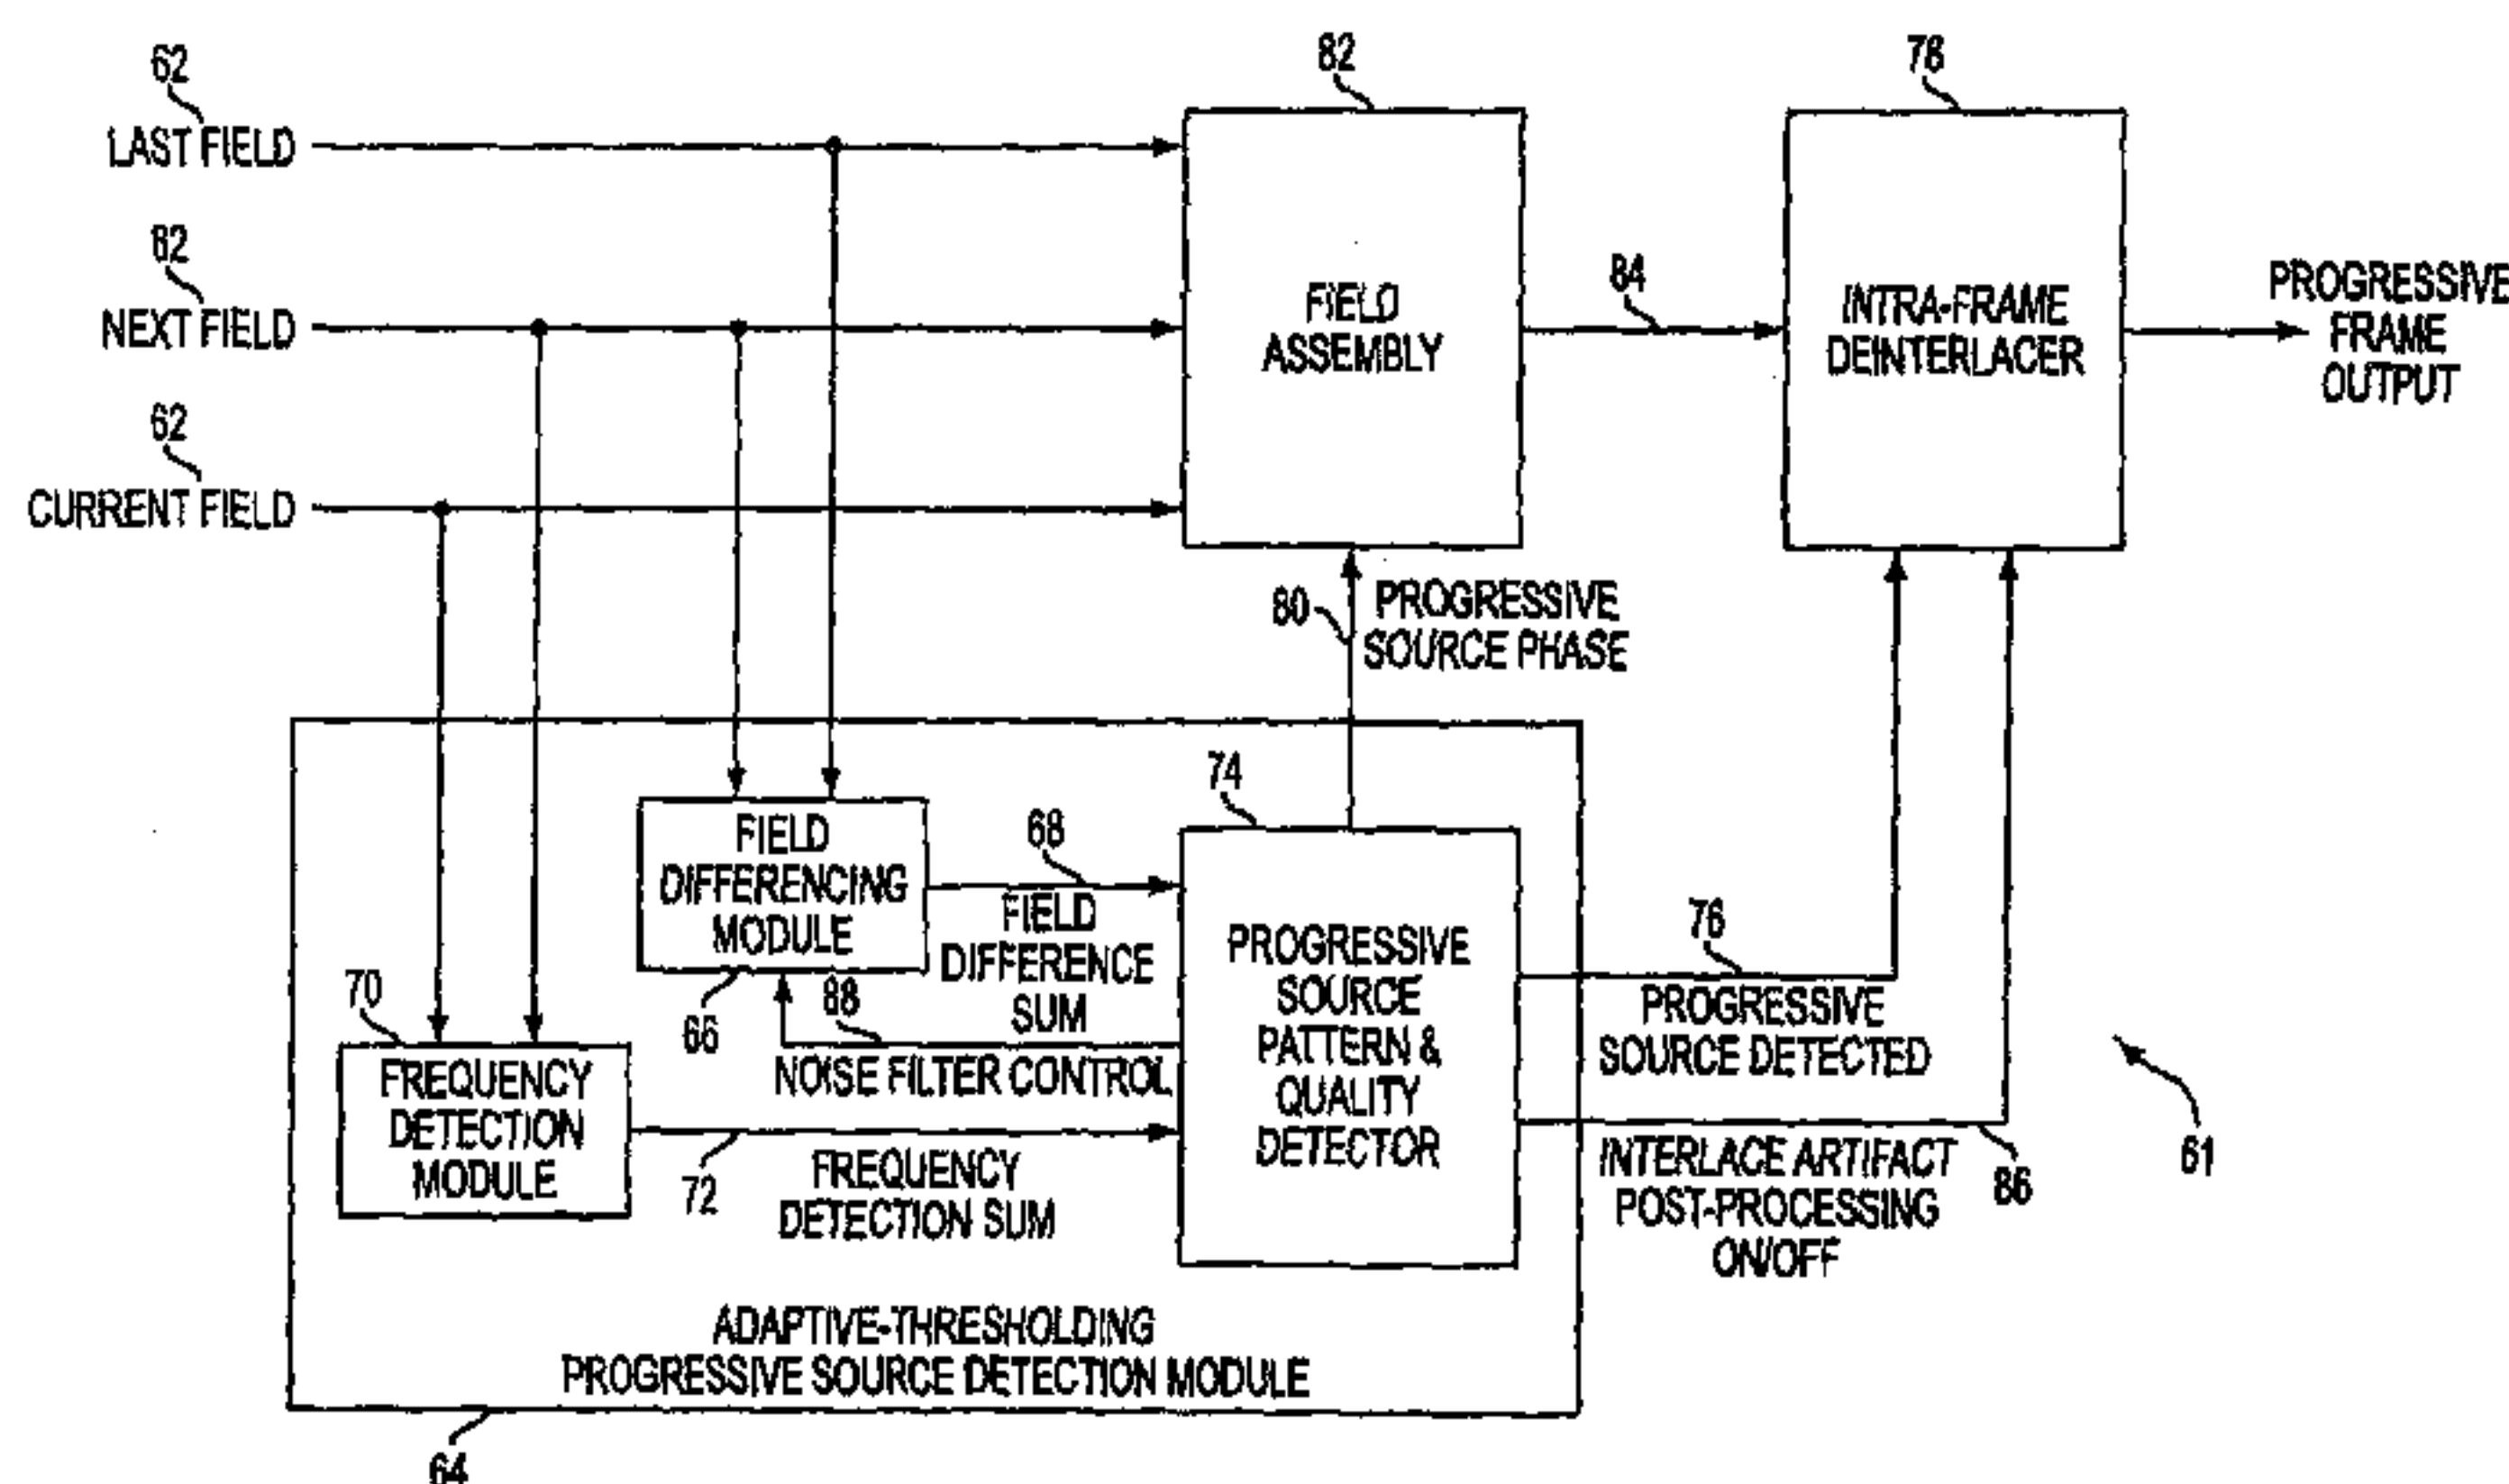 62
LAST FIELD
62
NEXT FIELD
62
CURRENT FIELD
82
FIELD
ASSEMBLY
84
78
INTRA-FRAME
DEINTERLACER
PROGRESSIVE
FRAME
OUTPUT
80
PROGRESSIVE
SOURCE PHASE
FIELD
DIFFERENCING
MODULE
66
68
FIELD
DIFFERENCE
SUM
88
NOISE FILTER CONTROL
70
FREQUENCY
DETECTION
MODULE
72
FREQUENCY
DETECTION SUM
74
PROGRESSIVE
SOURCE
PATTERN &
QUALITY
DETECTOR
76
PROGRESSIVE
SOURCE DETECTED
INTERLACE ARTIFACT
POST-PROCESSING
ON/OFF
86
61
ADAPTIVE-THRESHOLDING
PROGRESSIVE SOURCE DETECTION MODULE
64